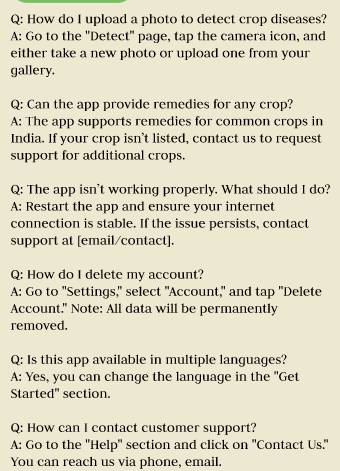 Q: How do I upload a photo to detect crop diseases?
A: Go to the "Detect" page, tap the camera icon, and
either take a new photo or upload one from your
gallery.
Q: Can the app provide remedies for any crop?
A: The app supports remedies for common crops in
India. If your crop isn't listed, contact us to request
support for additional crops.
Q: The app isn't working properly. What should I do?
A: Restart the app and ensure your internet
connection is stable. If the issue persists, contact
support at [email/contact].
Q: How do I delete my account?
A: Go to "Settings," select "Account," and tap "Delete
Account." Note: All data will be permanently
removed.
Q: Is this app available in multiple languages?
A: Yes, you can change the language in the "Get
Started" section.
Q: How can I contact customer support?
A: Go to the "Help" section and click on "Contact Us."
You can reach us via phone, email.